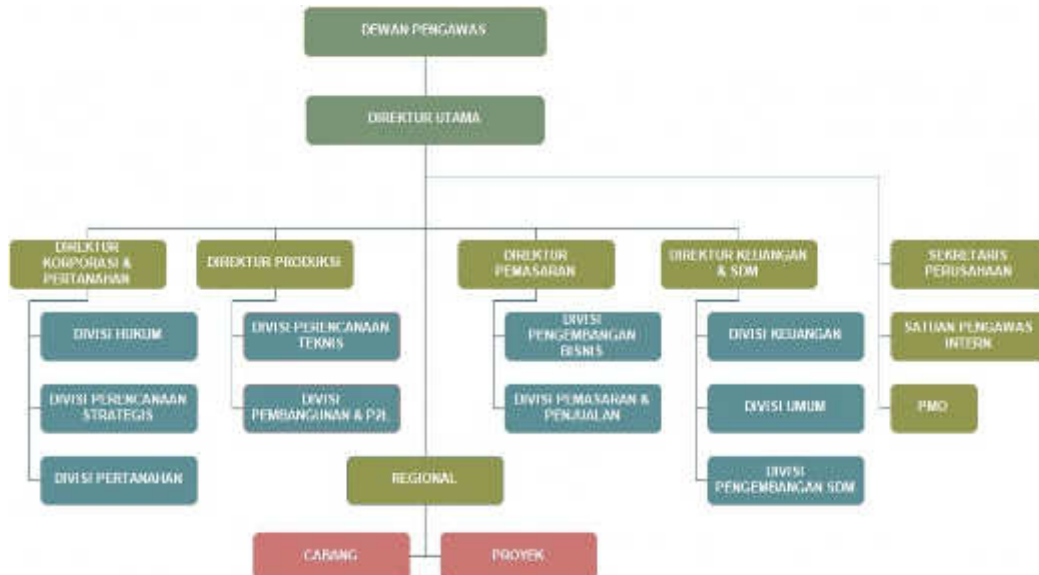 DEWAN PENGAWAS
DIREKTUR UTAMA
DIREKTUR
KORPORASI &
PERTANAHAN
DIREKTUR PRODUKSI
DIREKTUR
PEMASARAN
DIREKTUR KEUANGAN
& SDM
SEKRETARIS
PERUSAHAAN
DIVISI HUKUM
DIVISI PERENCANAAN
TEKNIS
DIVISI
PENGEMBANGAN
BISNIS
DIVISI KEUANGAN
SATUAN PENGAWAS
INTERN
DIVISI PERENCANAAN
STRATEGIS
DIVISI
PEMBANGUNAN & P2L
DIVISI PEMASARAN &
PENJUALAN
DIVISI UMUM
PMO
DIVISI PERTANAHAN
REGIONAL
DIVISI
PENGEMBANGAN SDM
CABANG
PROYEK